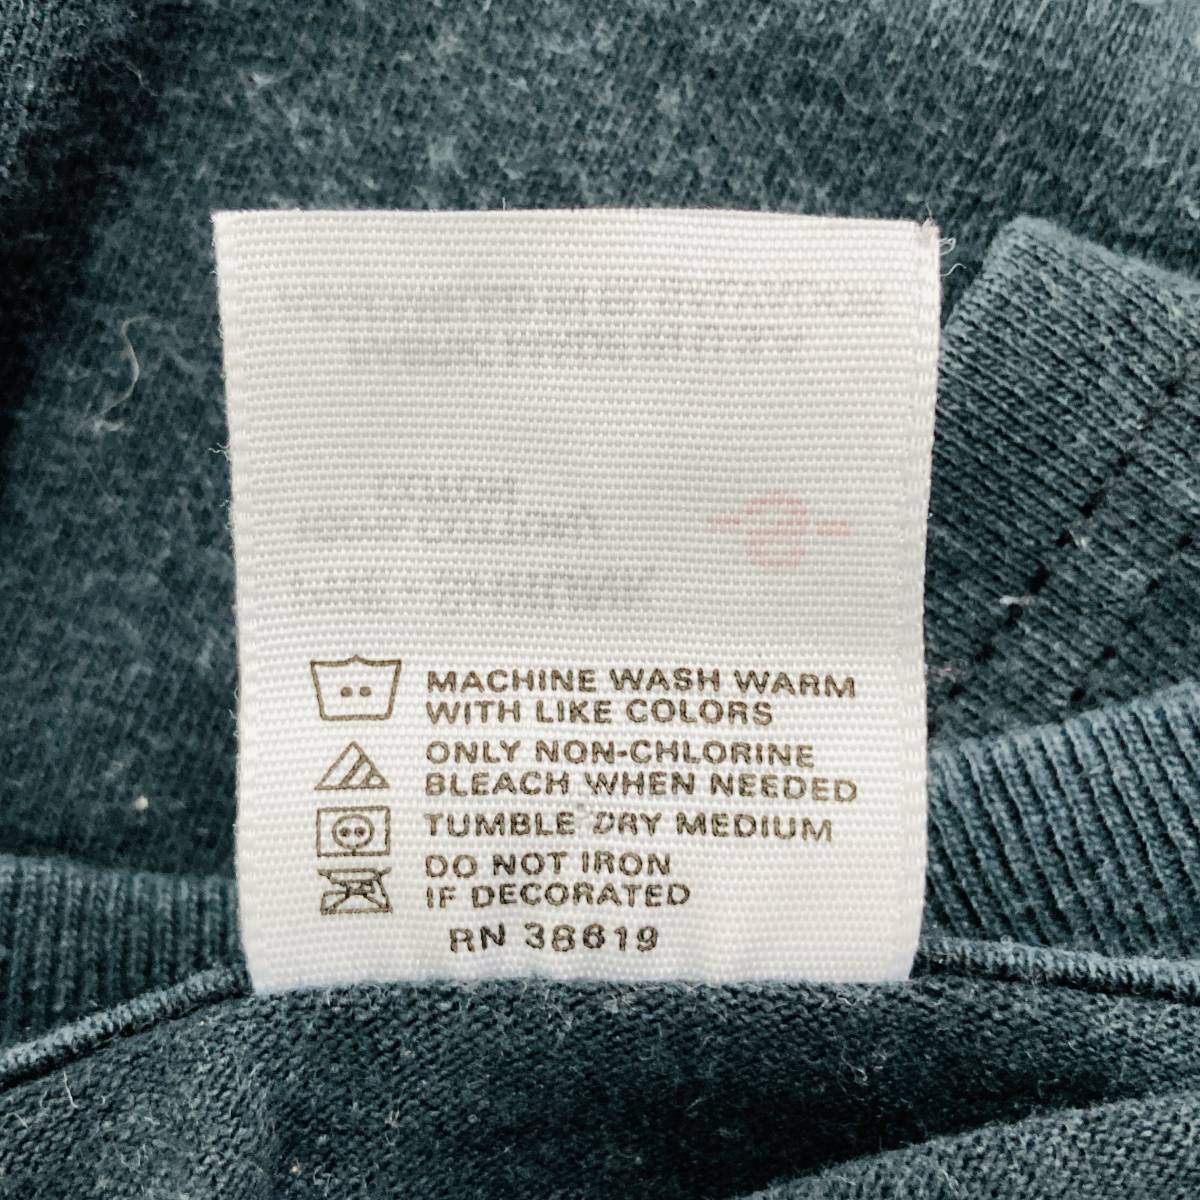 MACHINE WASH WARM
WITH LIKE COLORS
ONLY NON-CHLORINE
BLEACH WHEN NEEDED
TUMBLE DRY MEDIUM
DO NOT IRON
IF DECORATED
RN 38619